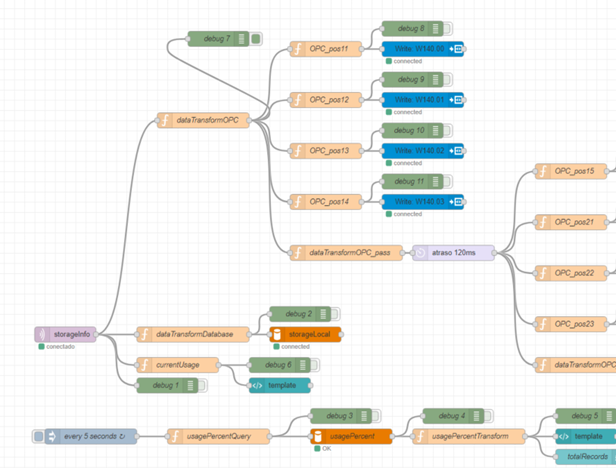 debug 8
debug 7
OPC_pos11
Write: W140.00
connected
debug 9
OPC_pos12
Write: W140.01
connected
dataTransformOPC
debug 10
OPC_pos13
Write: W140.02
connected
OPC_pos15
debug 11
OPC_pos14
Write: W140.03
connected
OPC_pos21
dataTransformOPC_pass
atraso 120ms
OPC_pos22
debug 2
OPC_pos23
storageInfo
dataTransformDatabase
storageLocal
conectado
connected
currentUsage
debug 6
dataTransformOPC
debug 1
template
debug 3
debug 4
debug 5
every 5 seconds ↻
usagePercentQuery
usagePercent
usagePercentTransform
template
OK
totalRecords